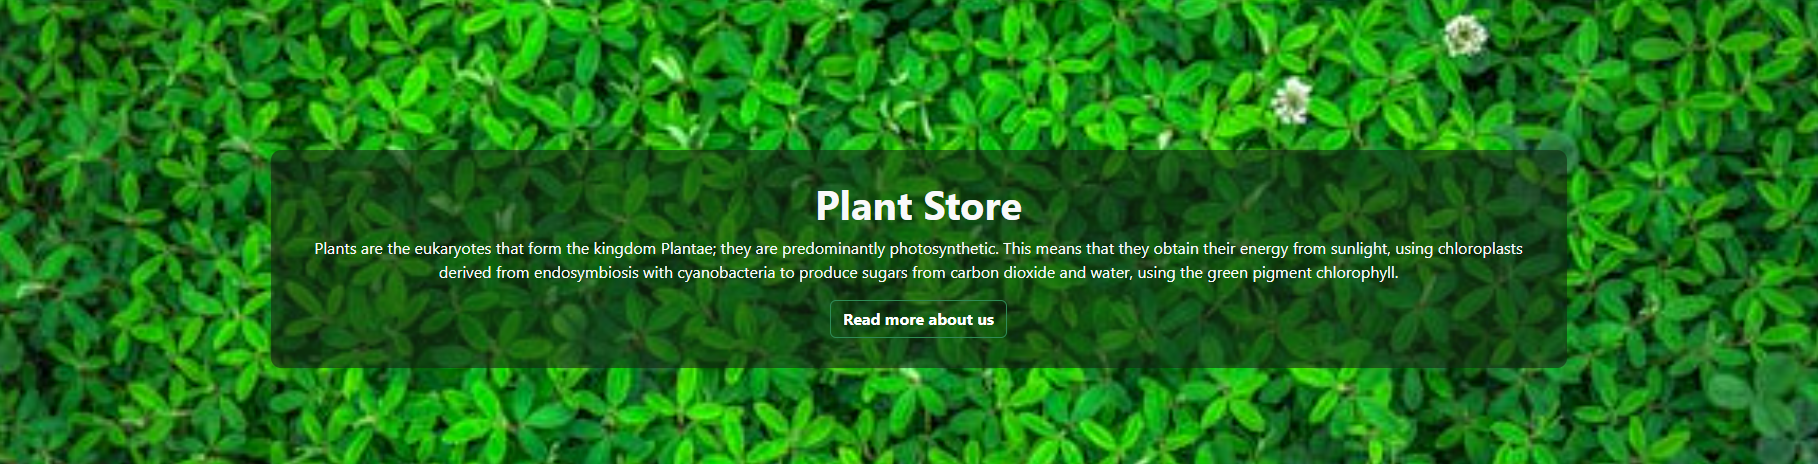 Plant Store
Plants are the eukaryotes that form the kingdom Plantae; they are predominantly photosynthetic. This means that they obtain their energy from sunlight, using chloroplasts
derived from endosymbiosis with cyanobacteria to produce sugars from carbon dioxide and water, using the green pigment chlorophyll.
Read more about us